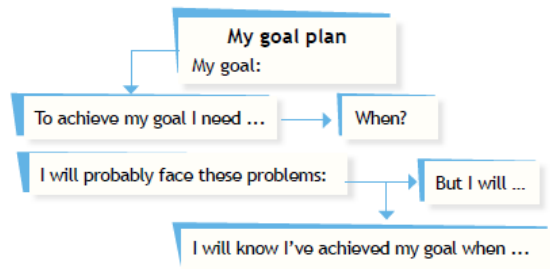 My goal plan
My goal:
To achieve my goal I need ...
When?
I will probably face these problems:
But I will ...
I will know I've achieved my goal when ...